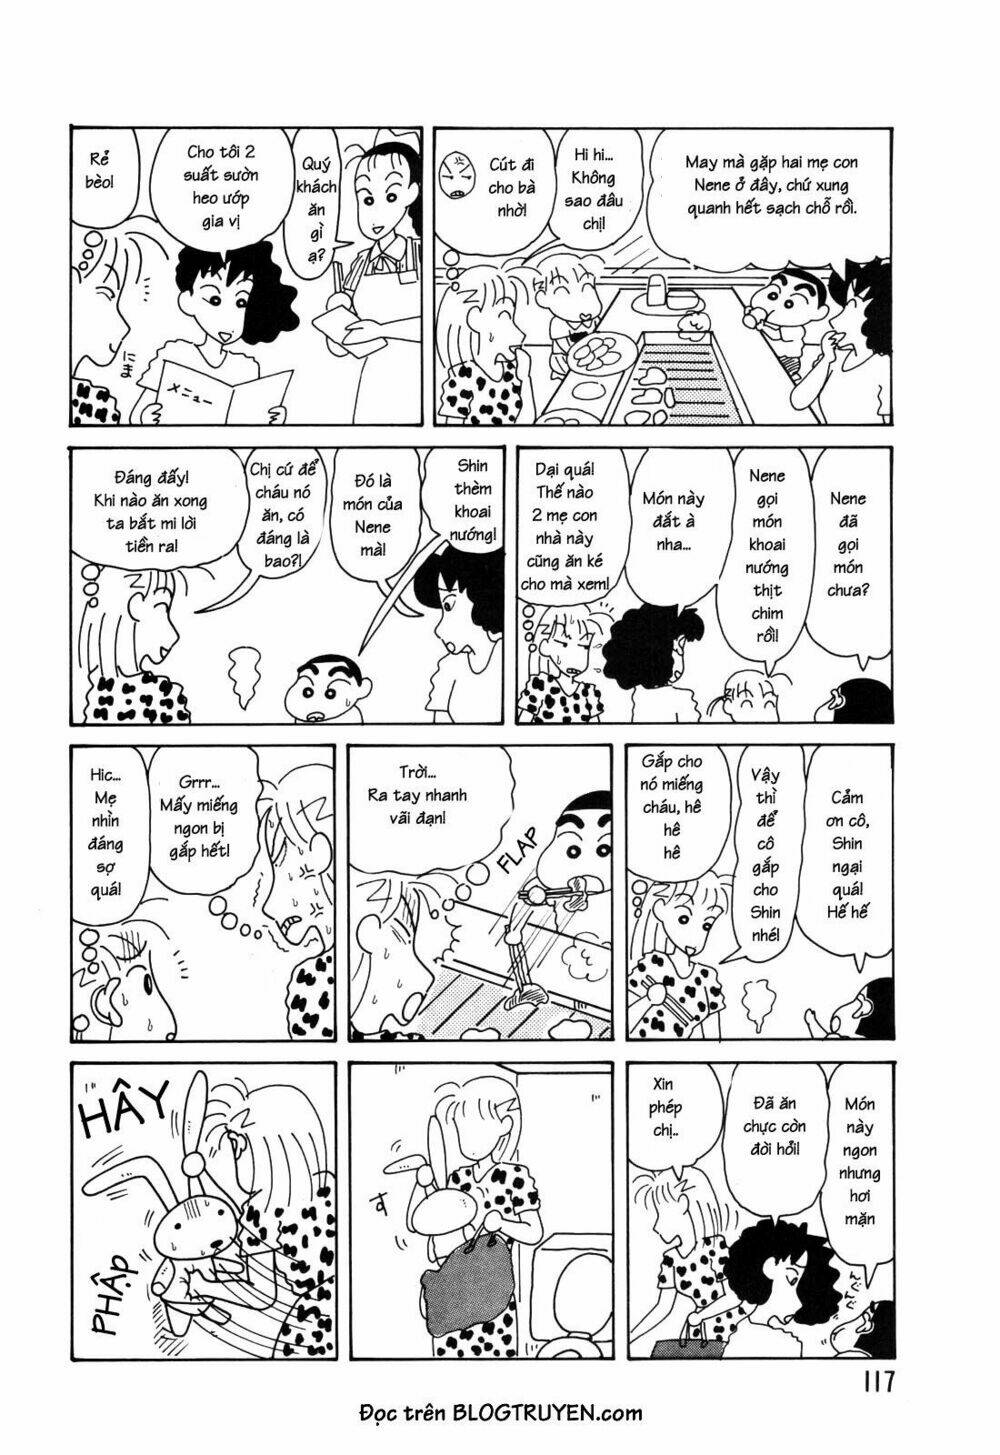 May mà gặp hai mẹ con
Nene ở đây, chứ xung
quanh hết sạch chỗ rồi.
Hi hi...
Không
sao đâu
chị!
Cút đi
cho bà
nhờ!
Quý
khách
ăn
gì
ạ?
Cho tôi 2
suất sườn
heo ướp
gia vị
Rẻ
bèo!
にま
Nene
đã
gọi
món
chưa?
Nene
gọi
món
khoai
nướng
thịt
chim
rồi!
Món này
đắt à
nha...
Dại quá!
Thế nào
2 mẹ con
nhà này
cũng ăn ké
cho mà xem!
Shin
thèm
khoai
nướng!
Đó là
món của
Nene
mà!
Chị cứ để
cháu nó
ăn, có
đáng là
bao?!
Đáng đấy!
Khi nào ăn xong
ta bắt mi lòi
tiền ra!
Cảm
ơn cô,
Shin
ngại
quá!
Hế hế
Vậy
thì
để
cô
gắp
cho
Shin
nhé!
Gắp cho
nó miếng
cháu, hê
hê
hê
Trời...
Ra tay nhanh
vãi đạn!
FLAP
Grrr...
Mấy miếng
ngon bị
gắp hết!
Hic...
Mẹ
nhìn
đáng
sợ
quá!
Món
này
ngon
nhưng
hơi
mặn
Đã ăn
chực còn
đòi hỏi!
Xin
phép
chị..
す
HÂY
PHẬP
117
Đọc trên BLOGTRUYEN.com